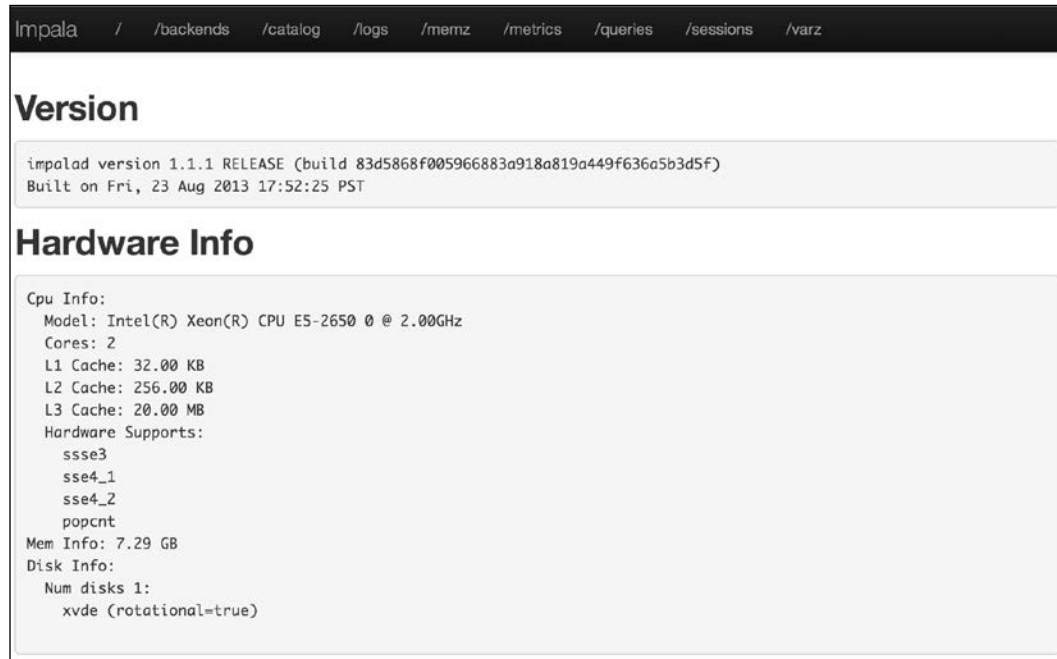 Impala / /backends /catalog /logs /memz /metrics /queries /sessions /varz
Version
impalad version 1.1.1 RELEASE (build 83d5868f005966883a918a819a449f636a5b3d5f)
Built on Fri, 23 Aug 2013 17:52:25 PST
Hardware Info
Cpu Info:
Model: Intel(R) Xeon(R) CPU E5-2650 0 @ 2.00GHz
Cores: 2
L1 Cache: 32.00 KB
L2 Cache: 256.00 KB
L3 Cache: 20.00 MB
Hardware Supports:
ssse3
sse4_1
sse4_2
popcnt
Mem Info: 7.29 GB
Disk Info:
Num disks 1:
xvde (rotational=true)